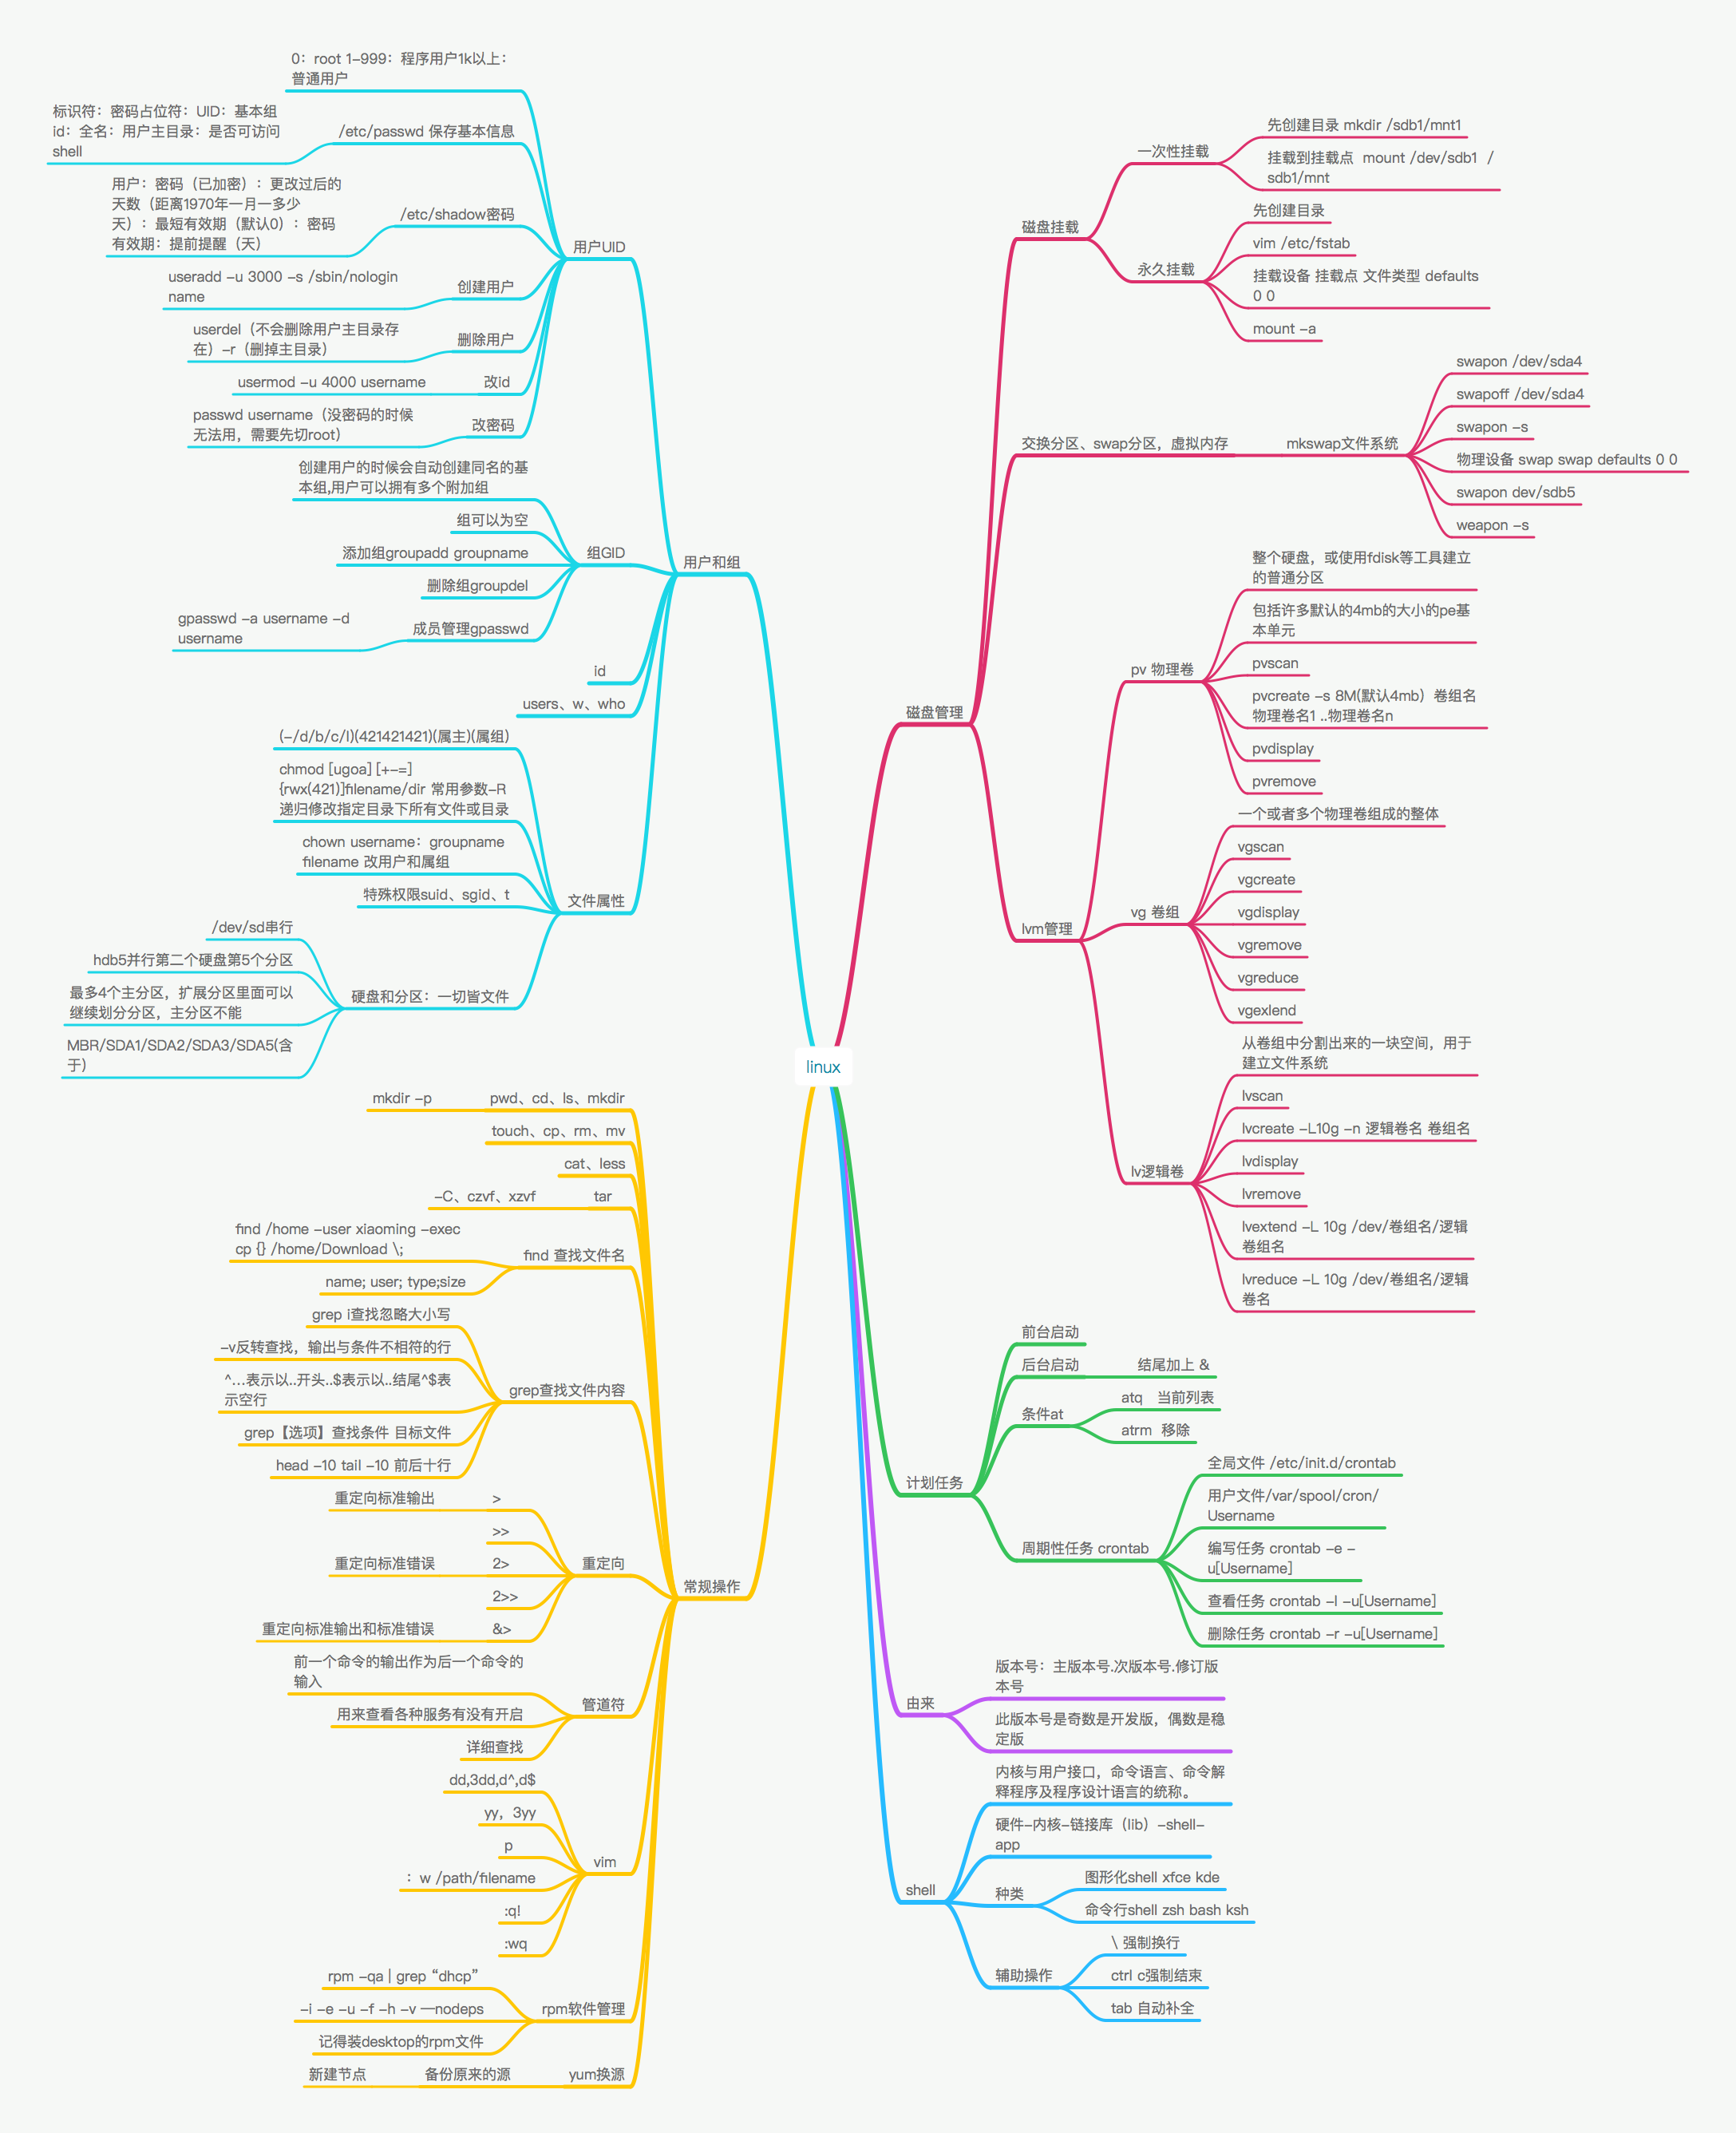 linux
用户和组
用户UID
0：root 1-999：程序用户1k以上：
普通用户
/etc/passwd 保存基本信息
标识符：密码占位符：UID：基本组
id：全名：用户主目录：是否可访问
shell
/etc/shadow密码
用户：密码（已加密）：更改过后的
天数（距离1970年一月一多少
天）：最短有效期（默认0）：密码
有效期：提前提醒（天）
创建用户
useradd -u 3000 -s /sbin/nologin
name
删除用户
userdel（不会删除用户主目录存
在）-r（删掉主目录）
改id
usermod -u 4000 username
改密码
passwd username（没密码的时候
无法用，需要先切root）
组GID
创建用户的时候会自动创建同名的基
本组,用户可以拥有多个附加组
组可以为空
添加组groupadd groupname
删除组groupdel
成员管理gpasswd
gpasswd -a username -d
username
id
users、w、who
文件属性
(-/d/b/c/l)(421421421)(属主)(属组)
chmod [ugoa] [+-=]
{rwx(421)]filename/dir 常用参数-R
递归修改指定目录下所有文件或目录
chown username：groupname
filename 改用户和属组
特殊权限suid、sgid、t
硬盘和分区：一切皆文件
/dev/sd串行
hdb5并行第二个硬盘第5个分区
最多4个主分区，扩展分区里面可以
继续划分分区，主分区不能
MBR/SDA1/SDA2/SDA3/SDA5(含
于)
常规操作
pwd、cd、ls、mkdir
mkdir -p
touch、cp、rm、mv
cat、less
tar
-C、czvf、xzvf
find 查找文件名
find /home -user xiaoming -exec
cp {} /home/Download \;
name; user; type;size
grep查找文件内容
grep i查找忽略大小写
-v反转查找，输出与条件不相符的行
^…表示以..开头..$表示以..结尾^$表
示空行
grep【选项】查找条件 目标文件
head -10 tail -10 前后十行
重定向
>
重定向标准输出
>>
2>
重定向标准错误
2>>
&>
重定向标准输出和标准错误
管道符
前一个命令的输出作为后一个命令的
输入
用来查看各种服务有没有开启
详细查找
vim
dd,3dd,d^,d$
yy，3yy
p
：w /path/filename
:q!
:wq
rpm软件管理
rpm -qa | grep “dhcp”
-i -e -u -f -h -v —nodeps
记得装desktop的rpm文件
yum换源
备份原来的源
新建节点
磁盘管理
磁盘挂载
一次性挂载
先创建目录 mkdir /sdb1/mnt1
挂载到挂载点 mount /dev/sdb1 /
sdb1/mnt
永久挂载
先创建目录
vim /etc/fstab
挂载设备 挂载点 文件类型 defaults
0 0
mount -a
交换分区、swap分区，虚拟内存
mkswap文件系统
swapon /dev/sda4
swapoff /dev/sda4
swapon -s
物理设备 swap swap defaults 0 0
swapon dev/sdb5
weapon -s
lvm管理
pv 物理卷
整个硬盘，或使用fdisk等工具建立
的普通分区
包括许多默认的4mb的大小的pe基
本单元
pvscan
pvcreate -s 8M(默认4mb）卷组名
物理卷名1 ..物理卷名n
pvdisplay
pvremove
vg 卷组
一个或者多个物理卷组成的整体
vgscan
vgcreate
vgdisplay
vgremove
vgreduce
vgexlend
lv逻辑卷
从卷组中分割出来的一块空间，用于
建立文件系统
lvscan
lvcreate -L10g -n 逻辑卷名 卷组名
lvdisplay
lvremove
lvextend -L 10g /dev/卷组名/逻辑
卷组名
lvreduce -L 10g /dev/卷组名/逻辑
卷名
计划任务
前台启动
后台启动
结尾加上 &
条件at
atq 当前列表
atrm 移除
周期性任务 crontab
全局文件 /etc/init.d/crontab
用户文件/var/spool/cron/
Username
编写任务 crontab -e -
u[Username]
查看任务 crontab -l -u[Username]
删除任务 crontab -r -u[Username]
由来
版本号：主版本号.次版本号.修订版
本号
此版本号是奇数是开发版，偶数是稳
定版
shell
内核与用户接口，命令语言、命令解
释程序及程序设计语言的统称。
硬件-内核-链接库（lib）-shell-
app
种类
图形化shell xfce kde
命令行shell zsh bash ksh
辅助操作
\ 强制换行
ctrl c强制结束
tab 自动补全